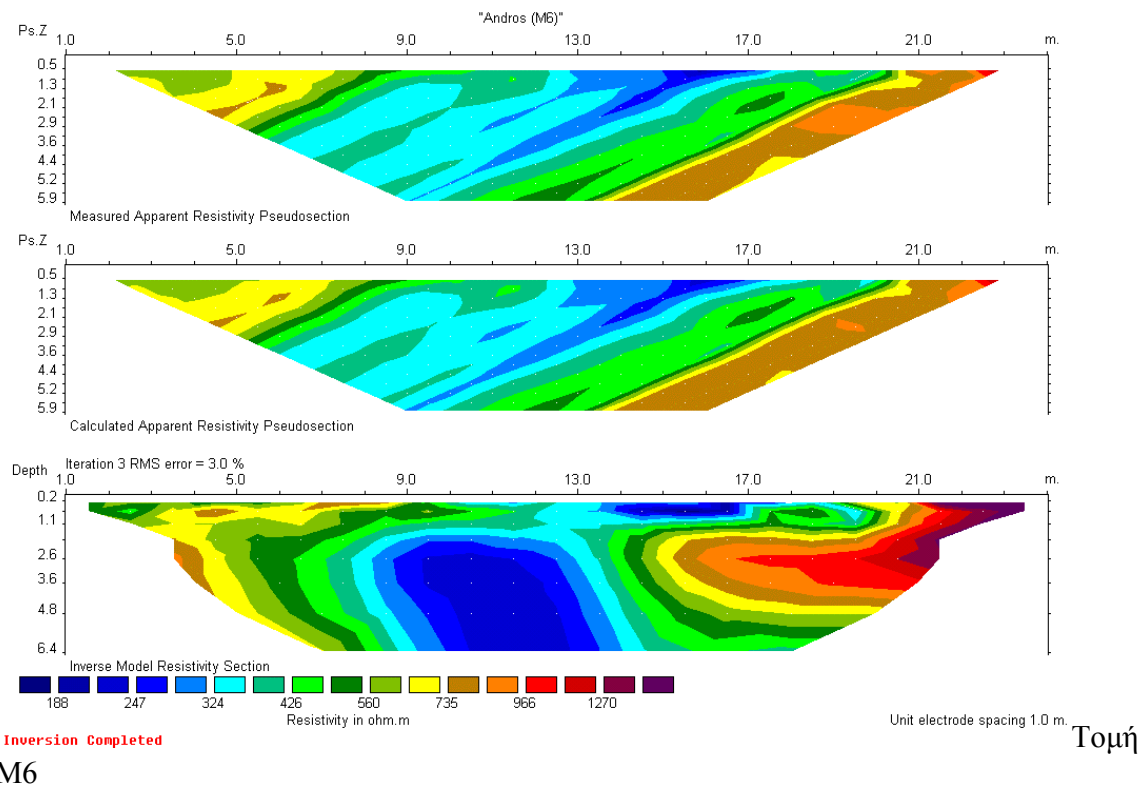 "Andros (M6)"
Ps.Z
1.0 5.0 9.0 13.0 17.0 21.0 m.
0.5
1.3
2.1
2.9
3.6
4.4
5.2
5.9
Measured Apparent Resistivity Pseudosection
Ps.Z
1.0 5.0 9.0 13.0 17.0 21.0 m.
0.5
1.3
2.1
2.9
3.6
4.4
5.2
5.9
Calculated Apparent Resistivity Pseudosection
Depth Iteration 3 RMS error = 3.0 %
1.0 5.0 9.0 13.0 17.0 21.0 m.
0.2
1.1
2.6
3.6
4.8
6.4
Inverse Model Resistivity Section
188 247 324 426 560 735 966 1270
Resistivity in ohm.m
Unit electrode spacing 1.0 m.
Inversion Completed
Τομή
M6